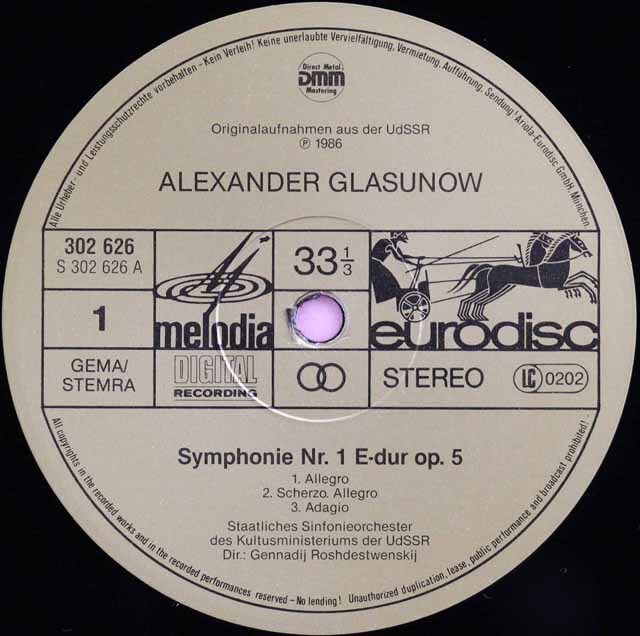 Alle Urheber- und Leistungsschutzrechte vorbehalten – Kein Verleih! Keine unerlaubte Vervielfältigung, Vermietung, Aufführung, Sendung! Ariola-Eurodisc GmbH, München.
Direct Metal
DMM
Mastering
Originalaufnahmen aus der UdSSR
℗ 1986
ALEXANDER GLASUNOW
302 626
S 302 626 A
33 1/3
1
melodia
eurodisc
GEMA/
STEMRA
DIGITAL
RECORDING
STEREO
LC 0202
Symphonie Nr. 1 E-dur op. 5
1. Allegro
2. Scherzo. Allegro
3. Adagio
Staatliches Sinfonieorchester
des Kultusministeriums der UdSSR
Dir.: Gennadij Roshdestwenskij
All copyrights in the recorded works and in the recorded performances reserved – No lending! Unauthorized duplication, lease, public performance and broadcast prohibited!